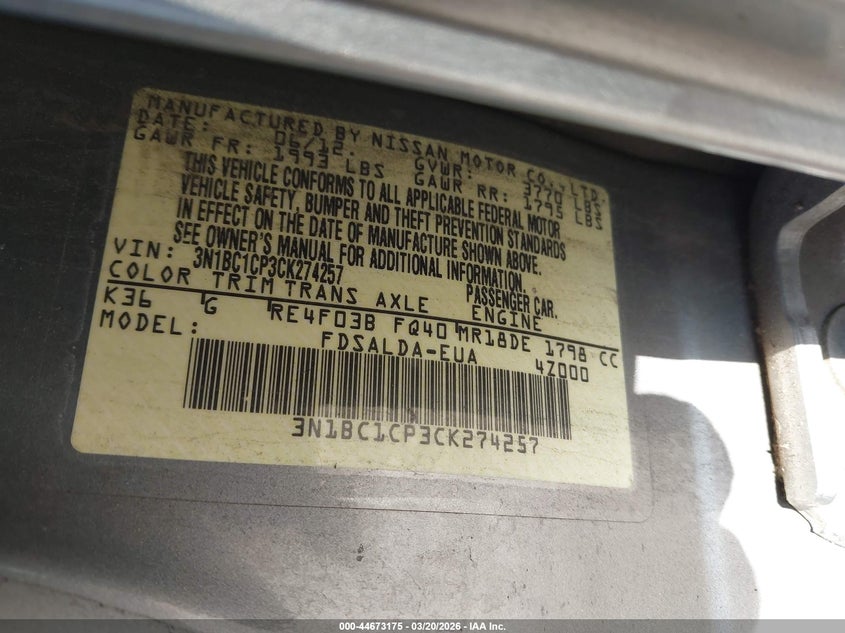 MANUFACTURED BY NISSAN MOTOR CO., LTD.
DATE: 06/12. GVWR: 3770 LBS
GAWR FR: 1993 LBS GAWR RR: 1795 LBS
THIS VEHICLE CONFORMS TO ALL APPLICABLE FEDERAL MOTOR
VEHICLE SAFETY, BUMPER AND THEFT PREVENTION STANDARDS
IN EFFECT ON THE DATE OF MANUFACTURE SHOWN ABOVE.
SEE OWNER'S MANUAL FOR ADDITIONAL INFORMATION.
VIN: 3N1BC1CP3CK274257 PASSENGER CAR.
COLOR TRIM TRANS AXLE ENGINE
K36 G RE4F03B FQ40 MR18DE 1798 CC
MODEL: FDSALDA-EUA 4Z000
3N1BC1CP3CK274257
000-44673175 — 03/20/2026 — IAA Inc.